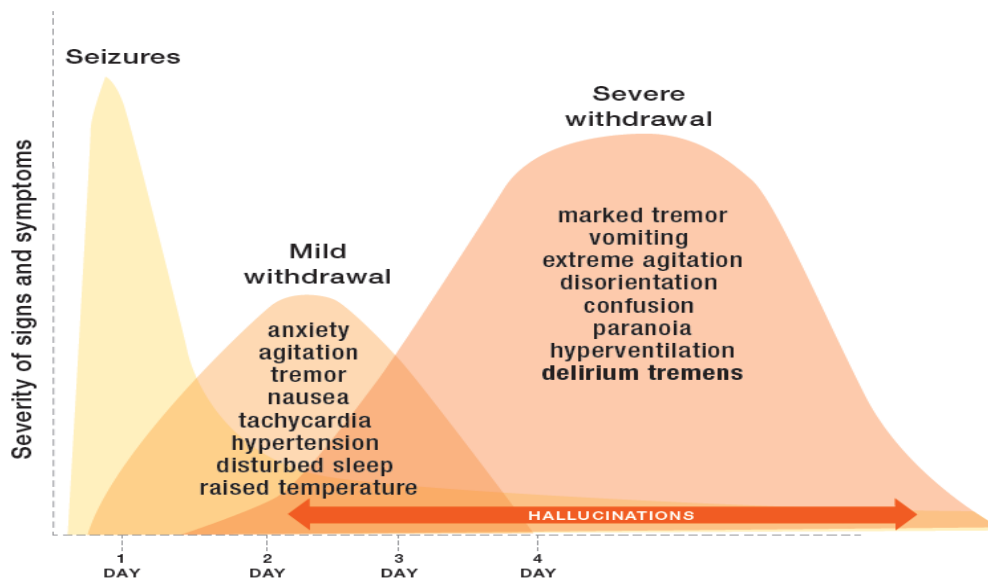 Seizures
Severe
withdrawal
Mild
withdrawal
marked tremor
vomiting
extreme agitation
disorientation
confusion
paranoia
hyperventilation
delirium tremens
anxiety
agitation
tremor
nausea
tachycardia
hypertension
disturbed sleep
raised temperature
Severity of signs and symptoms
HALLUCINATIONS
1
DAY
2
DAY
3
DAY
4
DAY